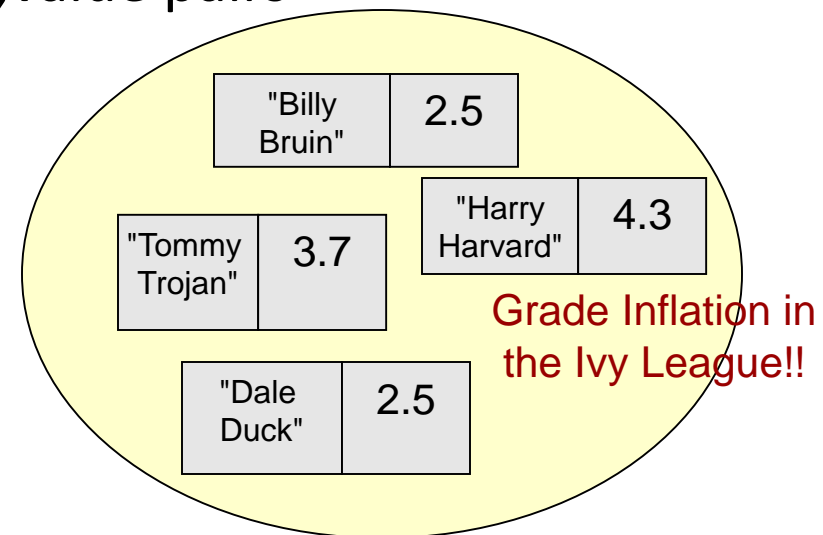 "Billy
Bruin"
2.5
"Harry
Harvard"
4.3
"Tommy
Trojan"
3.7
Grade Inflation in
the Ivy League!!
"Dale
Duck"
2.5